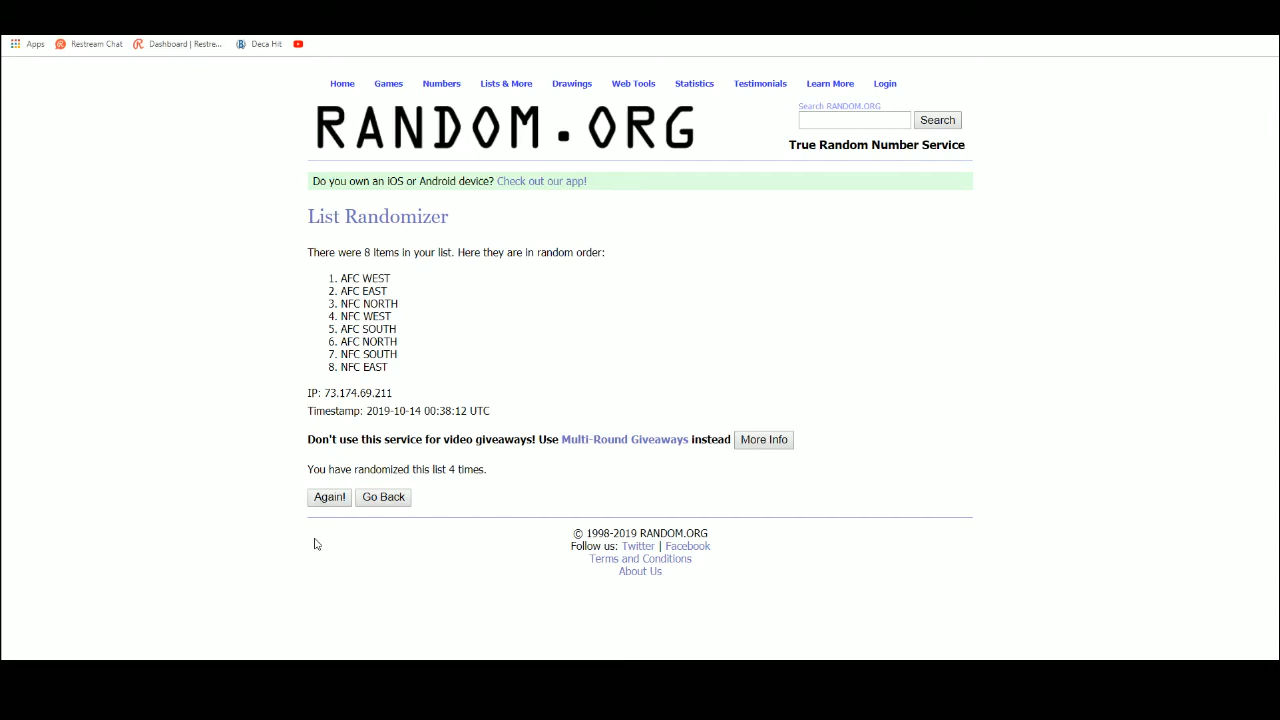 Apps Restream Chat Dashboard | Restre... Deca Hit
Home Games Numbers Lists & More Drawings Web Tools Statistics Testimonials Learn More Login
RANDOM.ORG
Search RANDOM.ORG
Search
True Random Number Service
Do you own an iOS or Android device? Check out our app!
List Randomizer
There were 8 items in your list. Here they are in random order:
1. AFC WEST
2. AFC EAST
3. NFC NORTH
4. NFC WEST
5. AFC SOUTH
6. AFC NORTH
7. NFC SOUTH
8. NFC EAST
IP: 73.174.69.211
Timestamp: 2019-10-14 00:38:12 UTC
Don't use this service for video giveaways! Use Multi-Round Giveaways instead More Info
You have randomized this list 4 times.
Again! Go Back
© 1998-2019 RANDOM.ORG
Follow us: Twitter | Facebook
Terms and Conditions
About Us